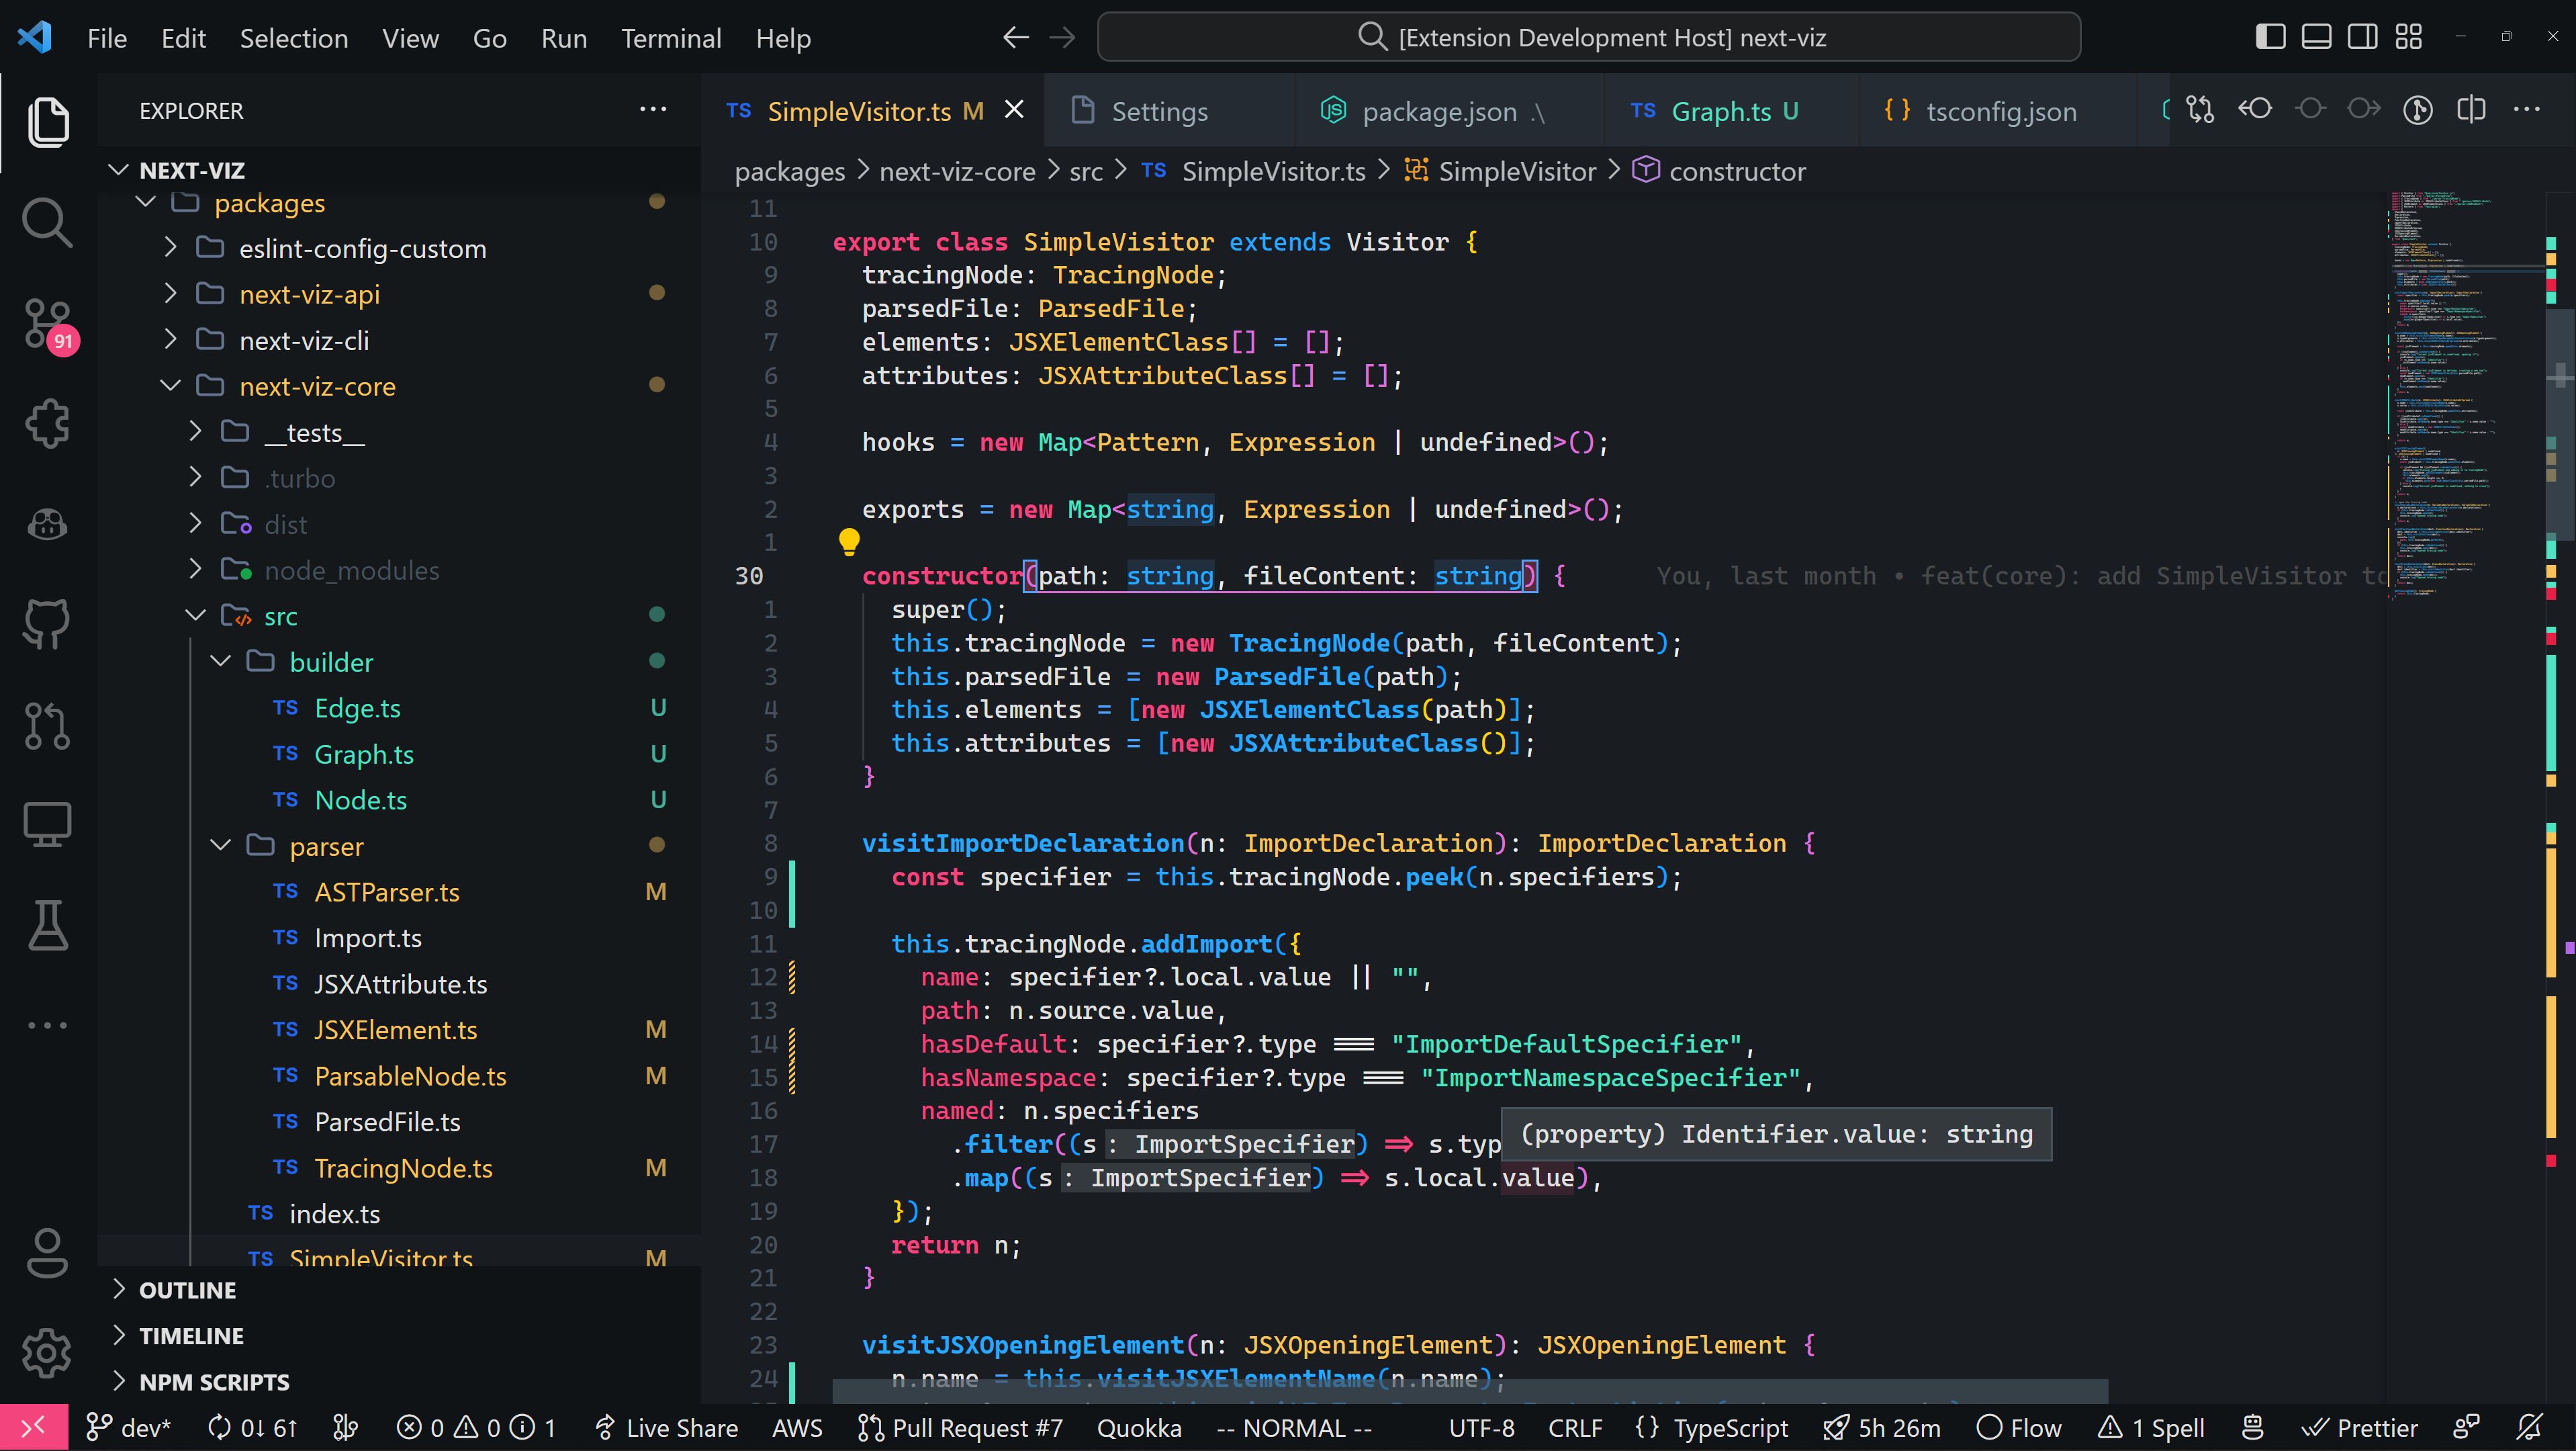 File Edit Selection View Go Run Terminal Help
[Extension Development Host] next-viz
EXPLORER
NEXT-VIZ
packages
eslint-config-custom
next-viz-api
next-viz-cli
next-viz-core
__tests__
.turbo
dist
node_modules
src
builder
TS Edge.ts U
TS Graph.ts U
TS Node.ts U
parser
TS ASTParser.ts M
TS Import.ts
TS JSXAttribute.ts
TS JSXElement.ts M
TS ParsableNode.ts M
TS ParsedFile.ts
TS TracingNode.ts M
TS index.ts
TS SimpleVisitor.ts M
OUTLINE
TIMELINE
NPM SCRIPTS
91
TS SimpleVisitor.ts M Settings package.json .\ TS Graph.ts U {} tsconfig.json
packages > next-viz-core > src > TS SimpleVisitor.ts > SimpleVisitor > constructor
11
10 export class SimpleVisitor extends Visitor {
9 tracingNode: TracingNode;
8 parsedFile: ParsedFile;
7 elements: JSXElementClass[] = [];
6 attributes: JSXAttributeClass[] = [];
5
4 hooks = new Map<Pattern, Expression | undefined>();
3
2 exports = new Map<string, Expression | undefined>();
1
30 constructor(path: string, fileContent: string) { You, last month • feat(core): add SimpleVisitor to
1 super();
2 this.tracingNode = new TracingNode(path, fileContent);
3 this.parsedFile = new ParsedFile(path);
4 this.elements = [new JSXElementClass(path)];
5 this.attributes = [new JSXAttributeClass()];
6 }
7
8 visitImportDeclaration(n: ImportDeclaration): ImportDeclaration {
9 const specifier = this.tracingNode.peek(n.specifiers);
10
11 this.tracingNode.addImport({
12 name: specifier?.local.value || "",
13 path: n.source.value,
14 hasDefault: specifier?.type === "ImportDefaultSpecifier",
15 hasNamespace: specifier?.type === "ImportNamespaceSpecifier",
16 named: n.specifiers
17 .filter((s: ImportSpecifier) => s.typ
(property) Identifier.value: string
18 .map((s: ImportSpecifier) => s.local.value),
19 });
20 return n;
21 }
22
23 visitJSXOpeningElement(n: JSXOpeningElement): JSXOpeningElement {
24 n.name = this.visitJSXElementName(n.name);
dev* 0↓ 6↑ 0 0 1 Live Share AWS Pull Request #7 Quokka -- NORMAL -- UTF-8 CRLF {} TypeScript 5h 26m Flow 1 Spell Prettier